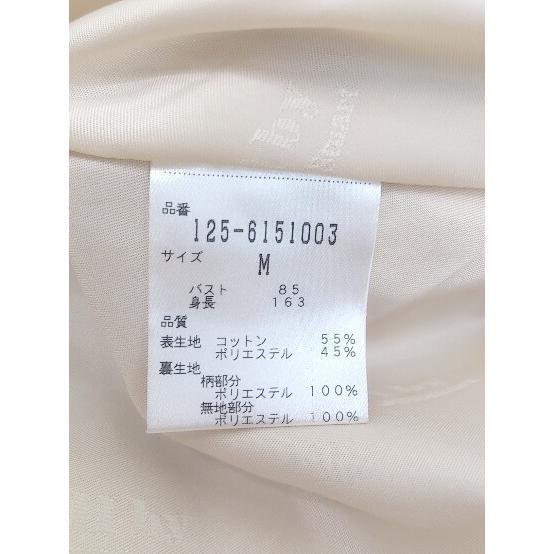 品番
125-6151003
サイズ
M
バスト 85
身長 163
品質
表生地 コットン 55%
ポリエステル 45%
裏生地
柄部分
ポリエステル 100%
無地部分
ポリエステル 100%
by